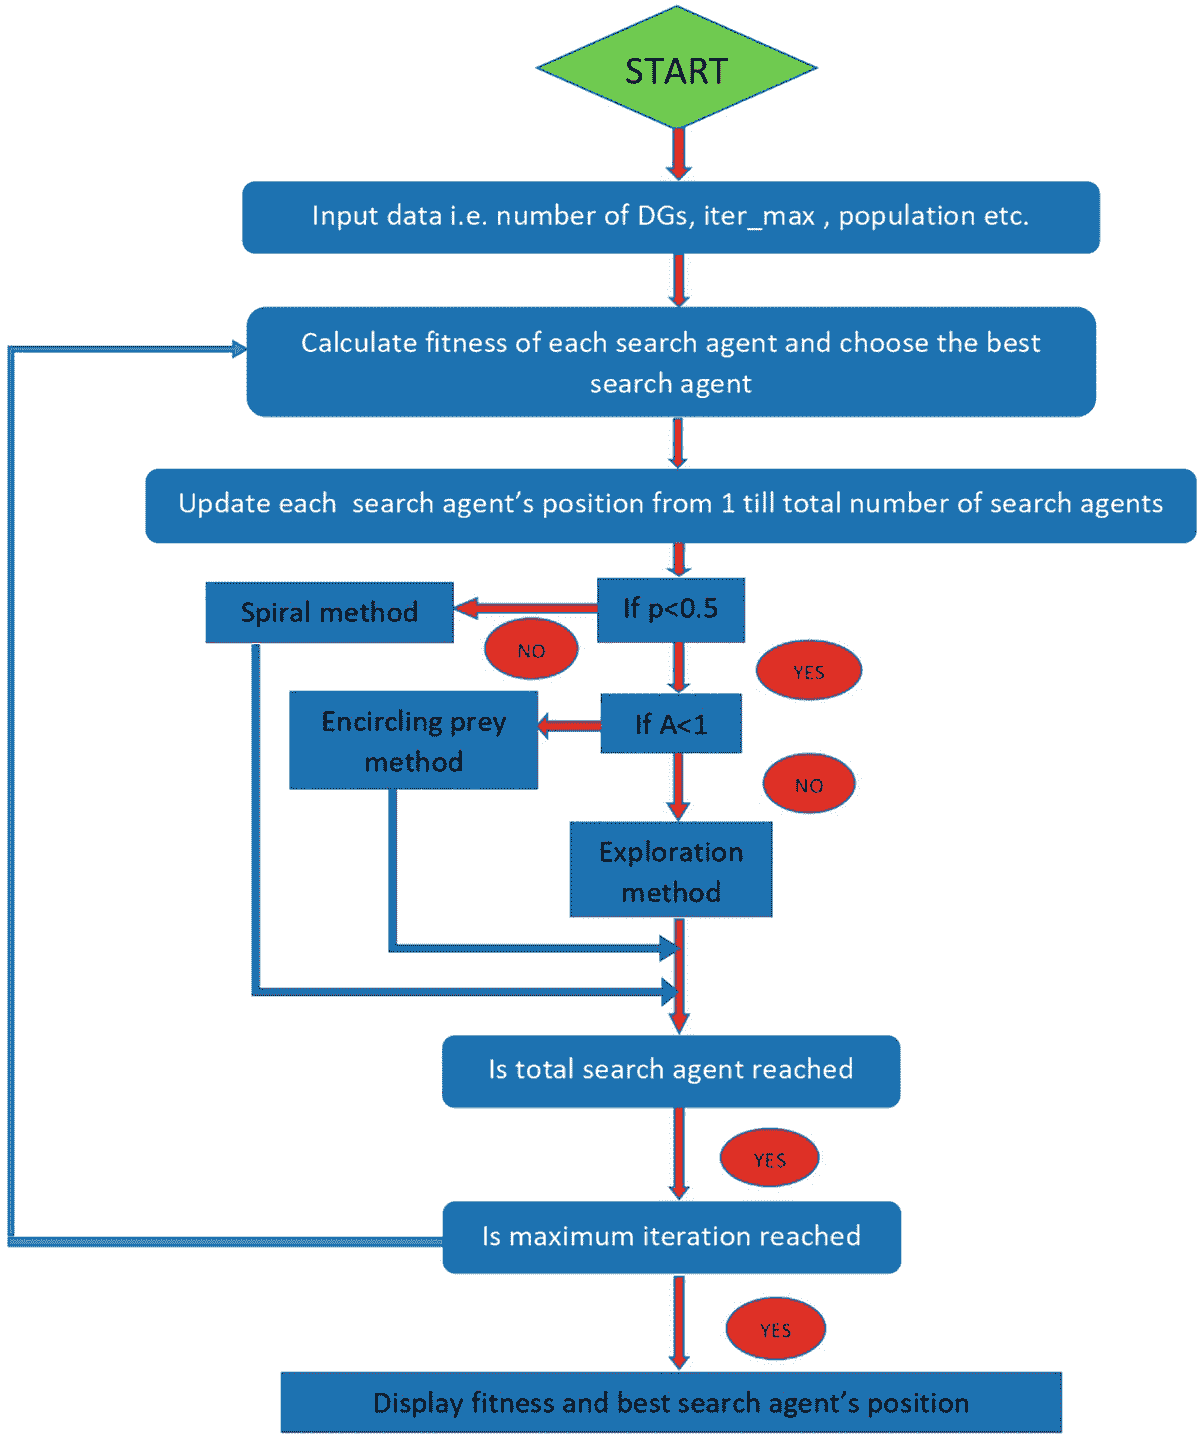 START
Input data i.e. number of DGs, iter_max , population etc.
Calculate fitness of each search agent and choose the best
search agent
Update each  search agent’s position from 1 till total number of search agents
Spiral method
If p<0.5
NO
YES
Encircling prey
method
If A<1
NO
Exploration
method
Is total search agent reached
YES
Is maximum iteration reached
YES
Display fitness and best search agent’s position